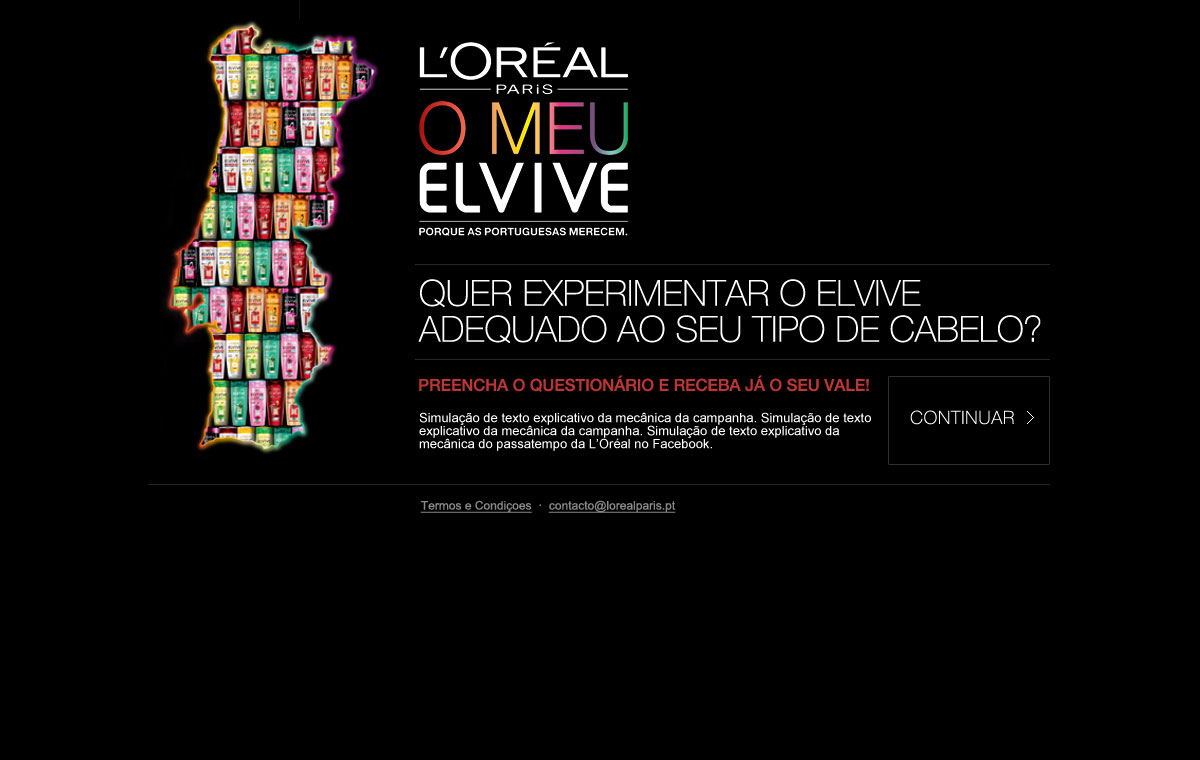 L'ORÉAL
PARiS
O MEU
ELVIVE
PORQUE AS PORTUGUESAS MERECEM.
QUER EXPERIMENTAR O ELVIVE
ADEQUADO AO SEU TIPO DE CABELO?
PREENCHA O QUESTIONÁRIO E RECEBA JÁ O SEU VALE!
Simulação de texto explicativo da mecânica da campanha. Simulação de texto
explicativo da mecânica da campanha. Simulação de texto explicativo da
mecânica do passatempo da L'Oréal no Facebook.
CONTINUAR >
Termos e Condiçoes · contacto@lorealparis.pt